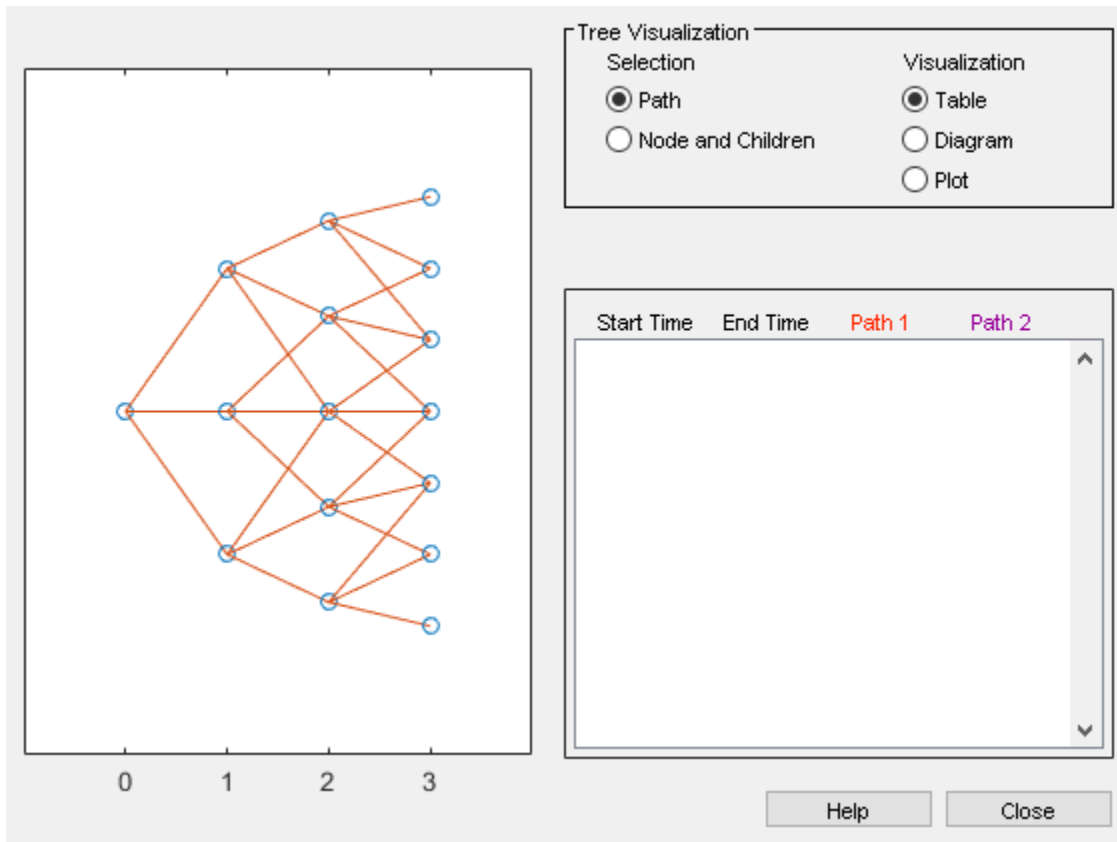 Tree Visualization
Selection
Visualization
Path
Table
Node and Children
Diagram
Plot
Start Time End Time Path 1 Path 2
0 1 2 3
Help Close